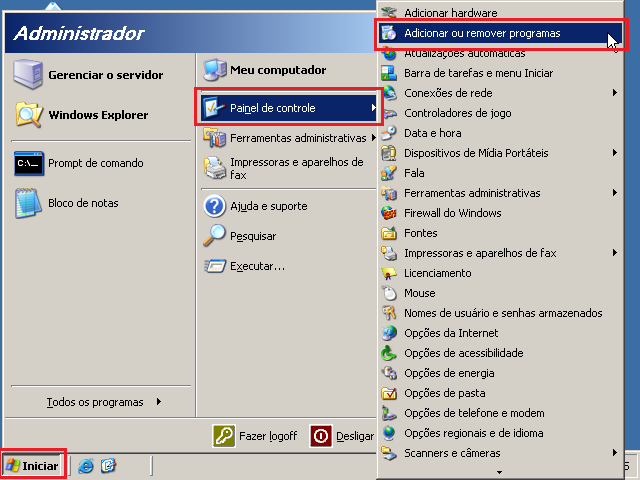 Administrador
Gerenciar o servidor
Windows Explorer
C:\._
Prompt de comando
Bloco de notas
Todos os programas
Meu computador
Painel de controle
Ferramentas administrativas
Impressoras e aparelhos de
fax
Ajuda e suporte
Pesquisar
Executar...
Fazer logoff
Desligar
Adicionar hardware
Adicionar ou remover programas
Atualizações automáticas
Barra de tarefas e menu Iniciar
Conexões de rede
Controladores de jogo
Data e hora
Dispositivos de Mídia Portáteis
Fala
Ferramentas administrativas
Firewall do Windows
Fontes
Impressoras e aparelhos de fax
Licenciamento
Mouse
Nomes de usuário e senhas armazenados
Opções da Internet
Opções de acessibilidade
Opções de energia
Opções de pasta
Opções de telefone e modem
Opções regionais e de idioma
Scanners e câmeras
Iniciar